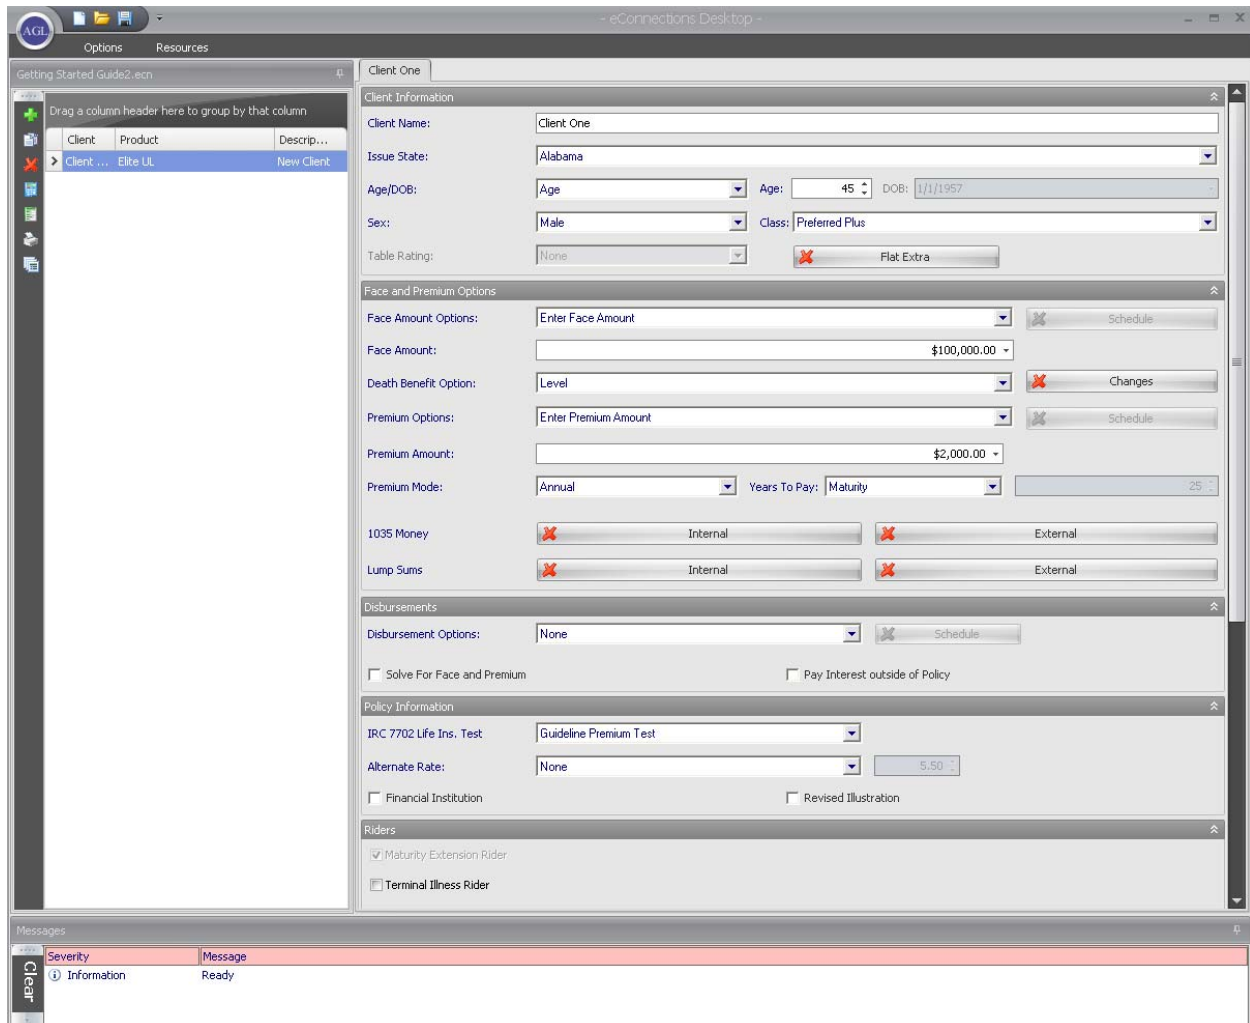 AGL
- eConnections Desktop -
Options Resources
Getting Started Guide2.ecn
Client One
Drag a column header here to group by that column
Client Product Descrip...
Client ... Elite UL New Client
Client Information
Client Name: Client One
Issue State: Alabama
Age/DOB: Age Age: 45 DOB: 1/1/1957
Sex: Male Class: Preferred Plus
Table Rating: None Flat Extra
Face and Premium Options
Face Amount Options: Enter Face Amount Schedule
Face Amount: $100,000.00
Death Benefit Option: Level Changes
Premium Options: Enter Premium Amount Schedule
Premium Amount: $2,000.00
Premium Mode: Annual Years To Pay: Maturity 25
1035 Money Internal External
Lump Sums Internal External
Disbursements
Disbursement Options: None Schedule
Solve For Face and Premium Pay Interest outside of Policy
Policy Information
IRC 7702 Life Ins. Test Guideline Premium Test
Alternate Rate: None 5.50
Financial Institution Revised Illustration
Riders
Maturity Extension Rider
Terminal Illness Rider
Messages
Severity Message
Information Ready
Clear